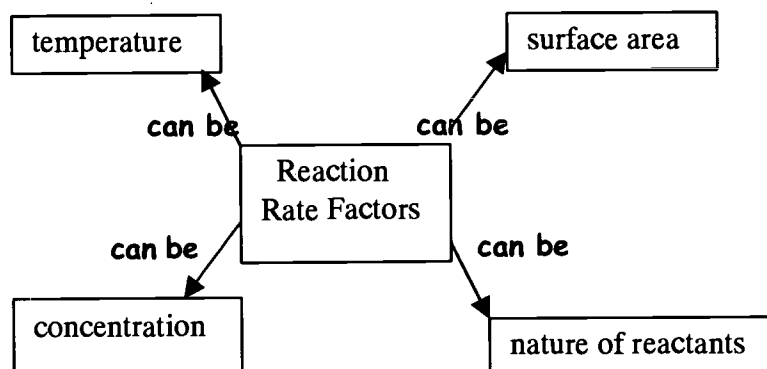 temperature
surface area
can be
can be
Reaction
Rate Factors
can be
can be
concentration
nature of reactants